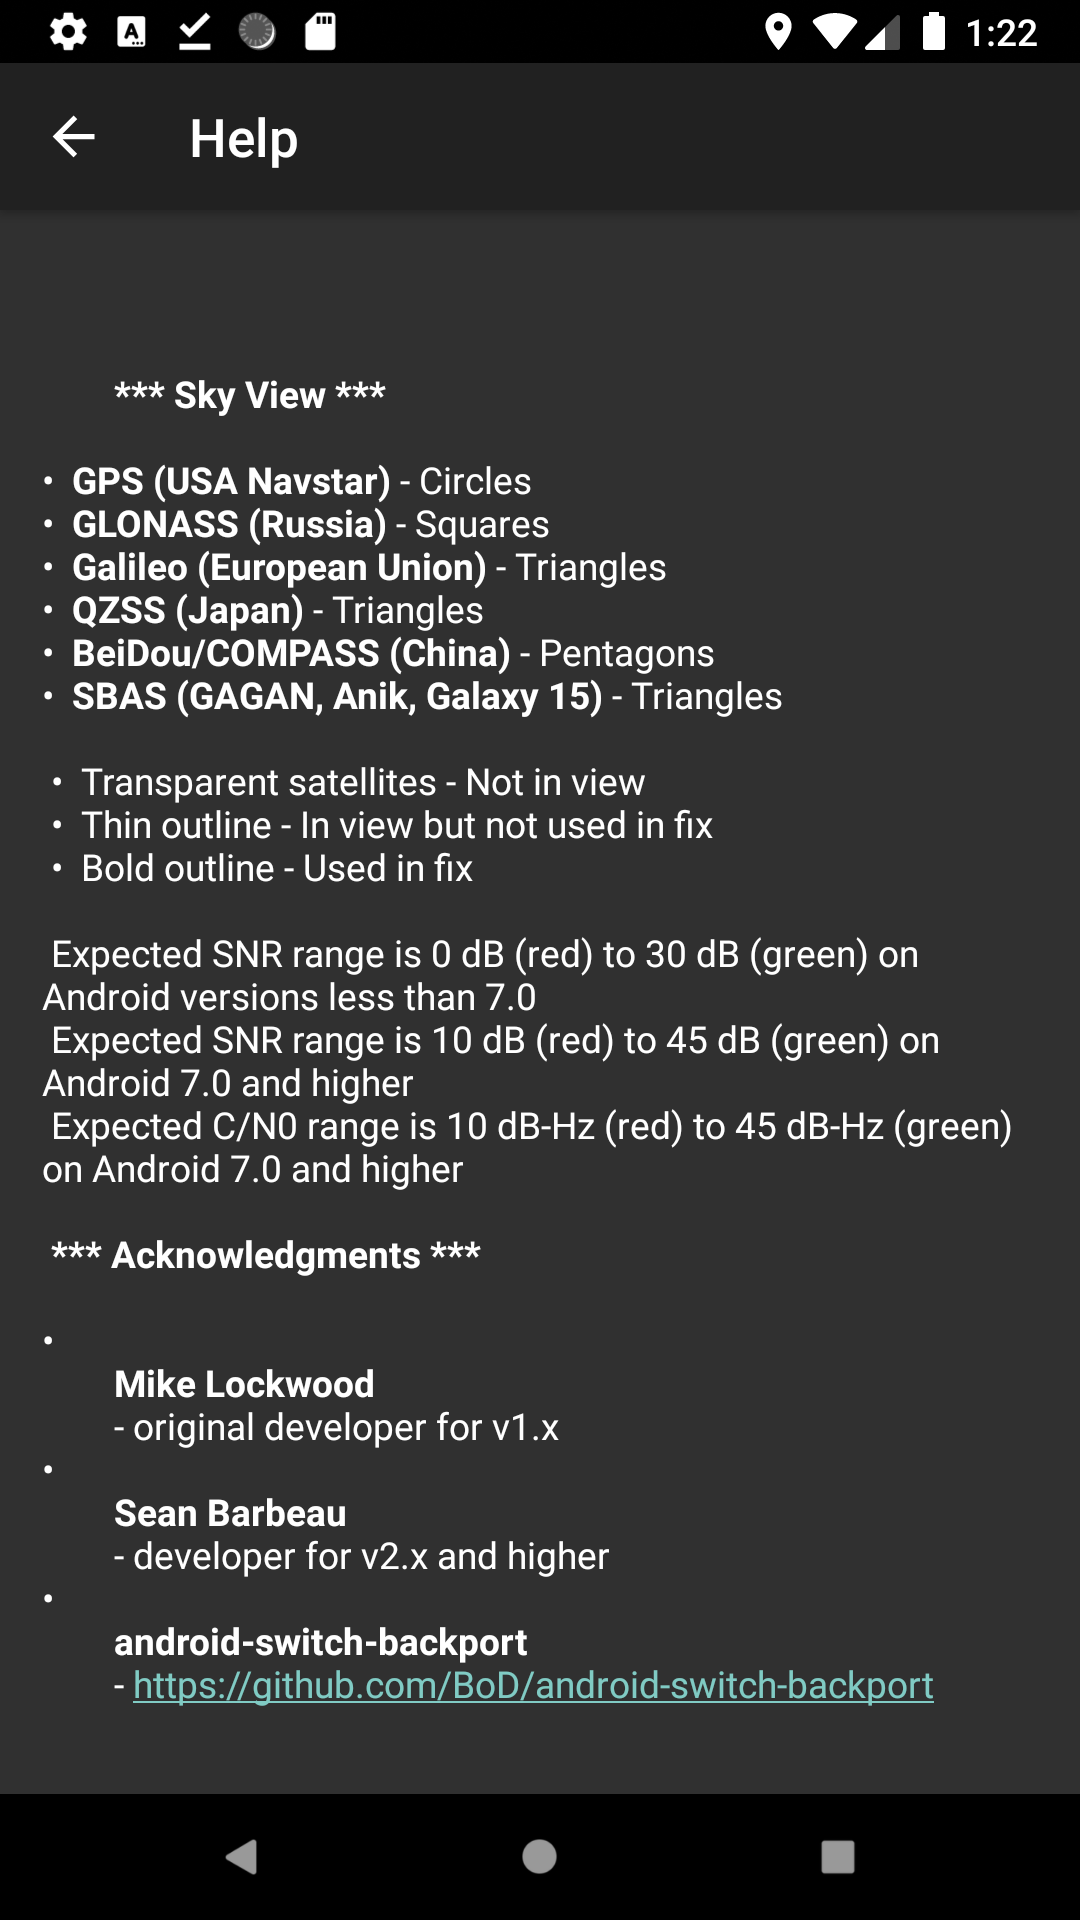 1:22
Help
*** Sky View ***
• GPS (USA Navstar) - Circles
• GLONASS (Russia) - Squares
• Galileo (European Union) - Triangles
• QZSS (Japan) - Triangles
• BeiDou/COMPASS (China) - Pentagons
• SBAS (GAGAN, Anik, Galaxy 15) - Triangles
• Transparent satellites - Not in view
• Thin outline - In view but not used in fix
• Bold outline - Used in fix
Expected SNR range is 0 dB (red) to 30 dB (green) on
Android versions less than 7.0
Expected SNR range is 10 dB (red) to 45 dB (green) on
Android 7.0 and higher
Expected C/N0 range is 10 dB-Hz (red) to 45 dB-Hz (green)
on Android 7.0 and higher
*** Acknowledgments ***
•
Mike Lockwood
- original developer for v1.x
•
Sean Barbeau
- developer for v2.x and higher
•
android-switch-backport
- https://github.com/BoD/android-switch-backport